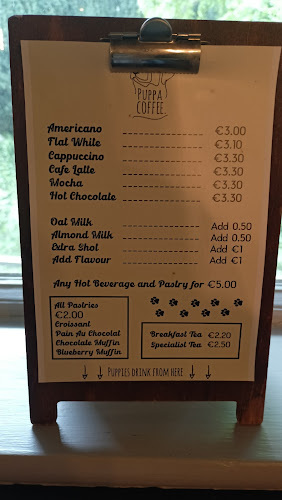 PUPPA
COFFEE
Americano ---------------- €3.00
Flat White ---------------- €3.10
Cappuccino ---------------- €3.30
Cafe Latte ---------------- €3.30
Mocha ---------------- €3.30
Hot Chocolate ---------------- €3.30
Oat Milk ---------------- Add 0.50
Almond Milk ---------------- Add 0.50
Extra Shot ---------------- Add €1
Add Flavour ---------------- Add €1
Any Hot Beverage and Pastry for €5.00
All Pastries
€2.00
Croissant
Pain Au Chocolat
Chocolate Muffin
Blueberry Muffin
Breakfast Tea €2.20
Specialist Tea €2.50
↓ ↓ PUPPIES DRINK FROM HERE ↓ ↓